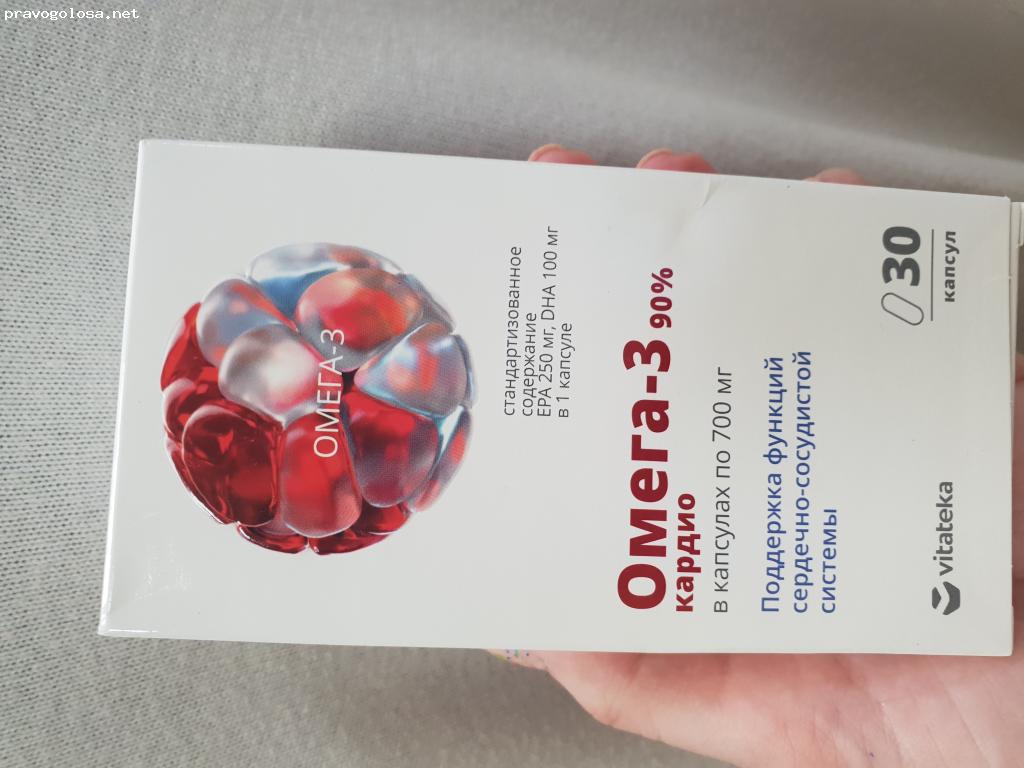 pravogolosa.net
ОМЕГА-3
стандартизованное
содержание
EPA 250 мг, DHA 100 мг
в 1 капсуле
Омега-3 90%
кардио
в капсулах по 700 мг
Поддержка функций
сердечно-сосудистой
системы
vitateka
30
капсул